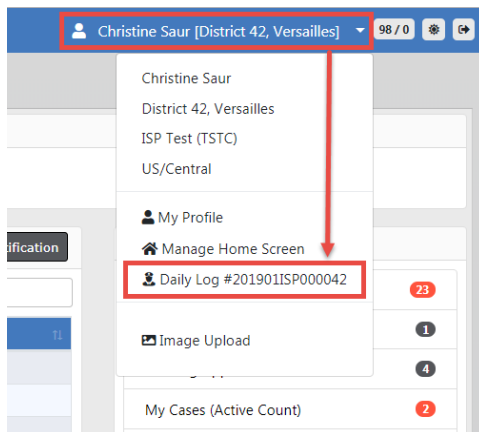 Christine Saur [District 42, Versailles] 98 / 0
Christine Saur
District 42, Versailles
ISP Test (TSTC)
US/Central
My Profile
Manage Home Screen
Daily Log #201901ISP000042
Image Upload
ification
23
1
4
My Cases (Active Count) 2